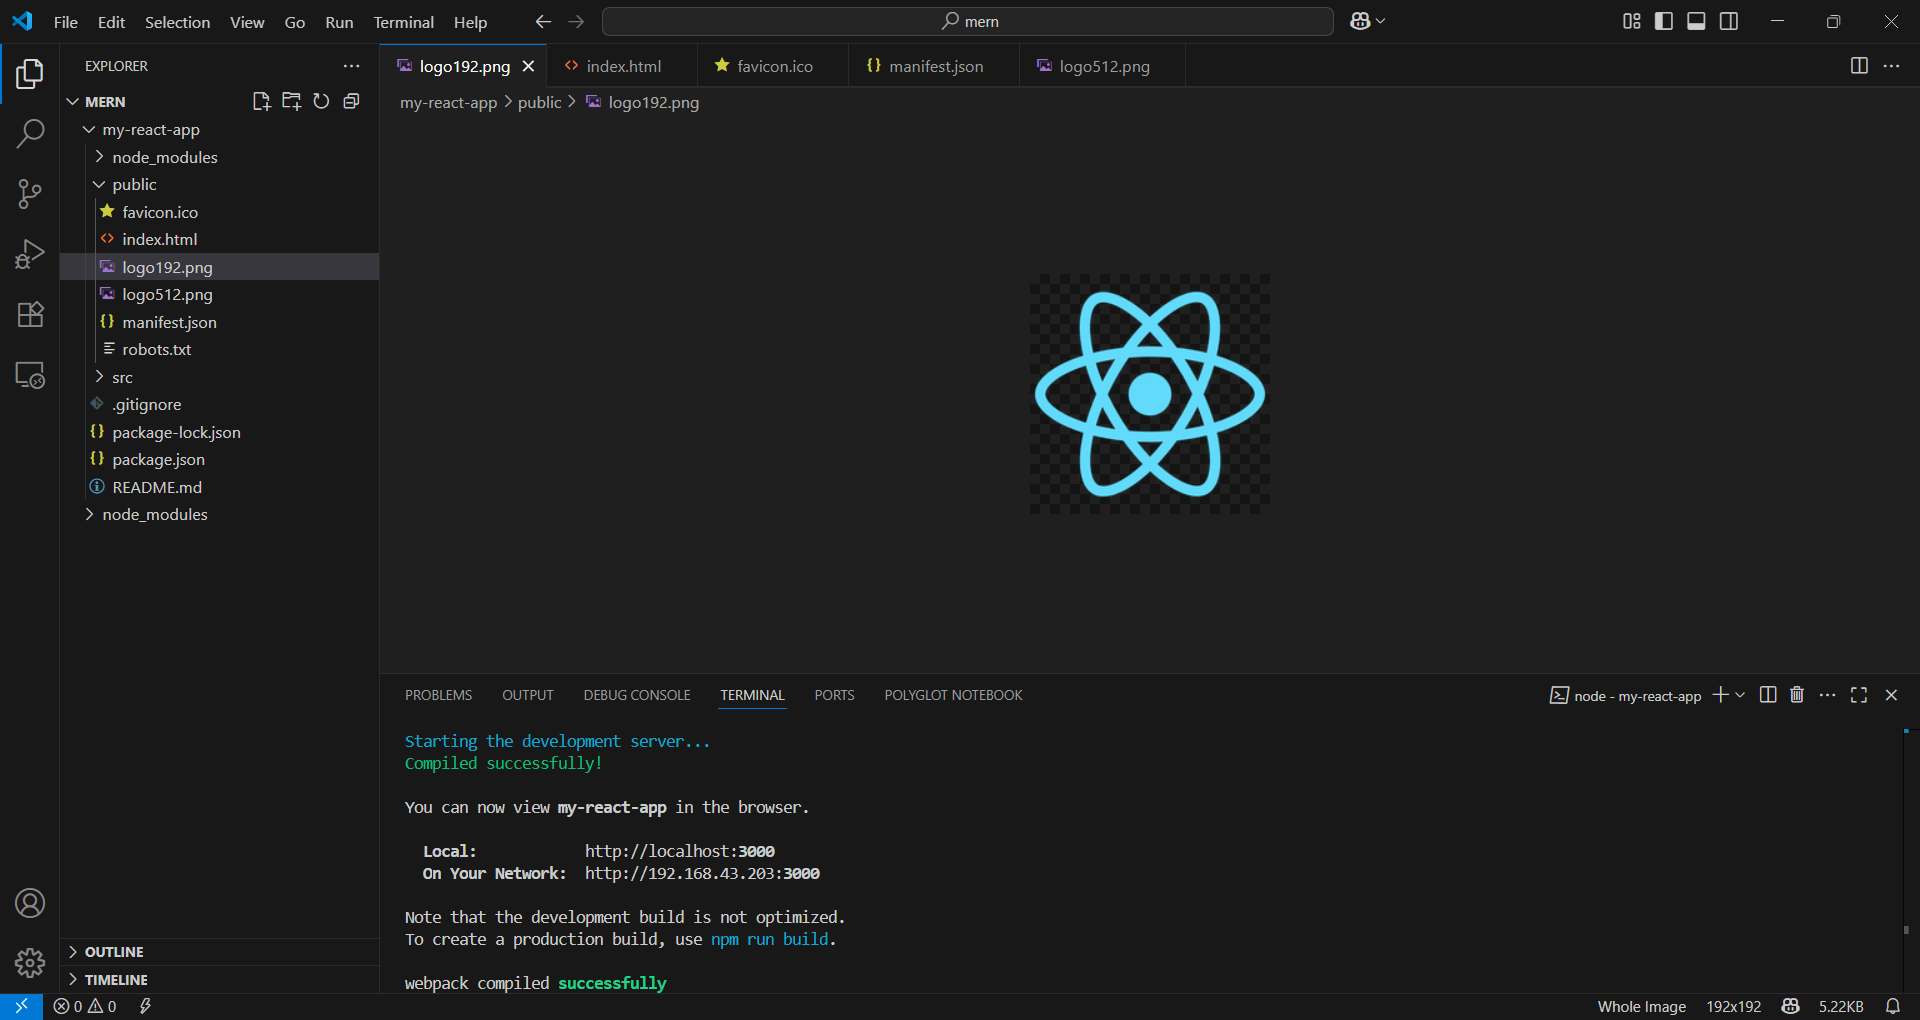 File Edit Selection View Go Run Terminal Help
mern
EXPLORER
MERN
my-react-app
node_modules
public
favicon.ico
index.html
logo192.png
logo512.png
manifest.json
robots.txt
src
.gitignore
package-lock.json
package.json
README.md
node_modules
OUTLINE
TIMELINE
logo192.png index.html favicon.ico manifest.json logo512.png
my-react-app > public > logo192.png
PROBLEMS OUTPUT DEBUG CONSOLE TERMINAL PORTS POLYGLOT NOTEBOOK
node - my-react-app
Starting the development server...
Compiled successfully!
You can now view my-react-app in the browser.
Local: http://localhost:3000
On Your Network: http://192.168.43.203:3000
Note that the development build is not optimized.
To create a production build, use npm run build.
webpack compiled successfully
0 0 Whole Image 192x192 5.22KB